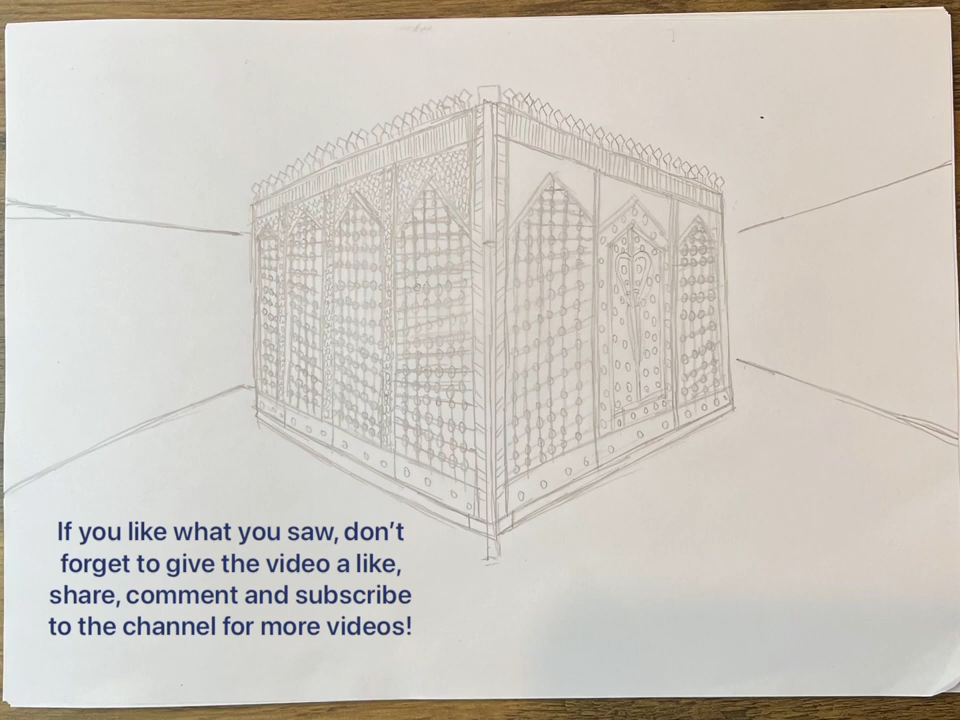 If you like what you saw, don’t
forget to give the video a like,
share, comment and subscribe
to the channel for more videos!